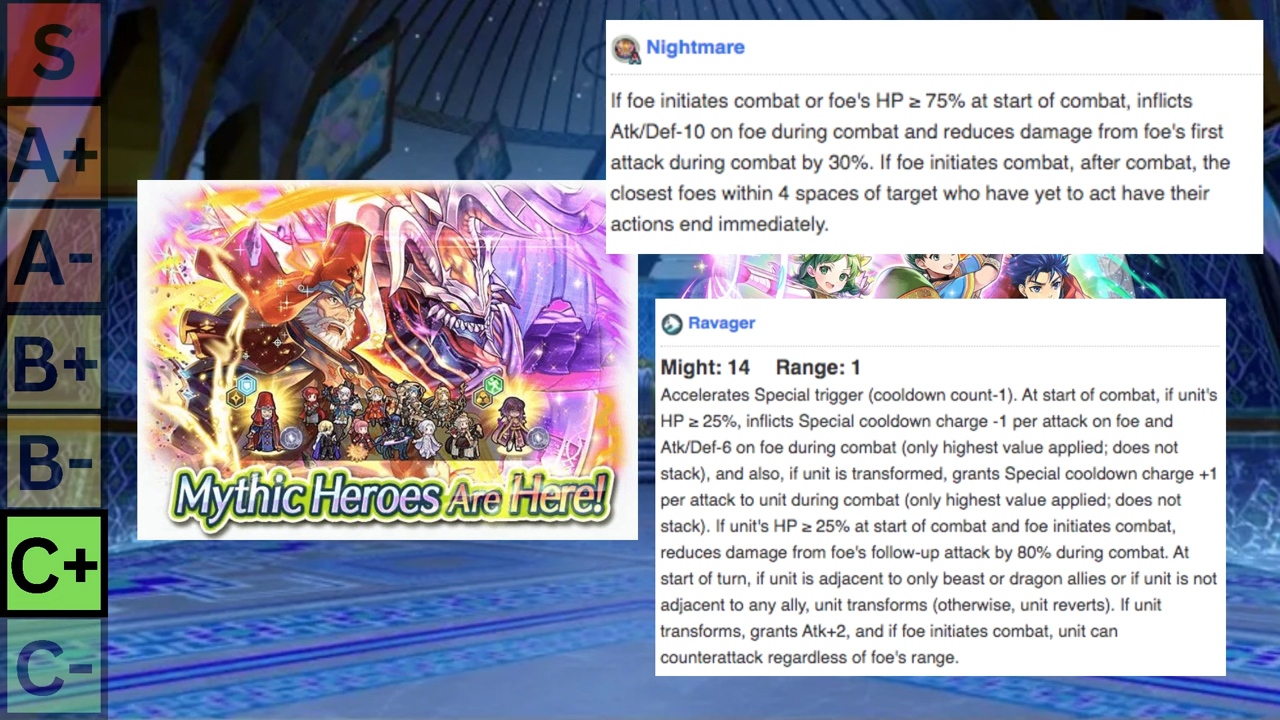 S
A+
A-
B+
B-
C+
C-
Mythic Heroes Are Here!
Nightmare
If foe initiates combat or foe's HP ≥ 75% at start of combat, inflicts
Atk/Def-10 on foe during combat and reduces damage from foe's first
attack during combat by 30%. If foe initiates combat, after combat, the
closest foes within 4 spaces of target who have yet to act have their
actions end immediately.
Ravager
Might: 14 Range: 1
Accelerates Special trigger (cooldown count-1). At start of combat, if unit's
HP ≥ 25%, inflicts Special cooldown charge -1 per attack on foe and
Atk/Def-6 on foe during combat (only highest value applied; does not
stack), and also, if unit is transformed, grants Special cooldown charge +1
per attack to unit during combat (only highest value applied; does not
stack). If unit's HP ≥ 25% at start of combat and foe initiates combat,
reduces damage from foe's follow-up attack by 80% during combat. At
start of turn, if unit is adjacent to only beast or dragon allies or if unit is not
adjacent to any ally, unit transforms (otherwise, unit reverts). If unit
transforms, grants Atk+2, and if foe initiates combat, unit can
counterattack regardless of foe's range.